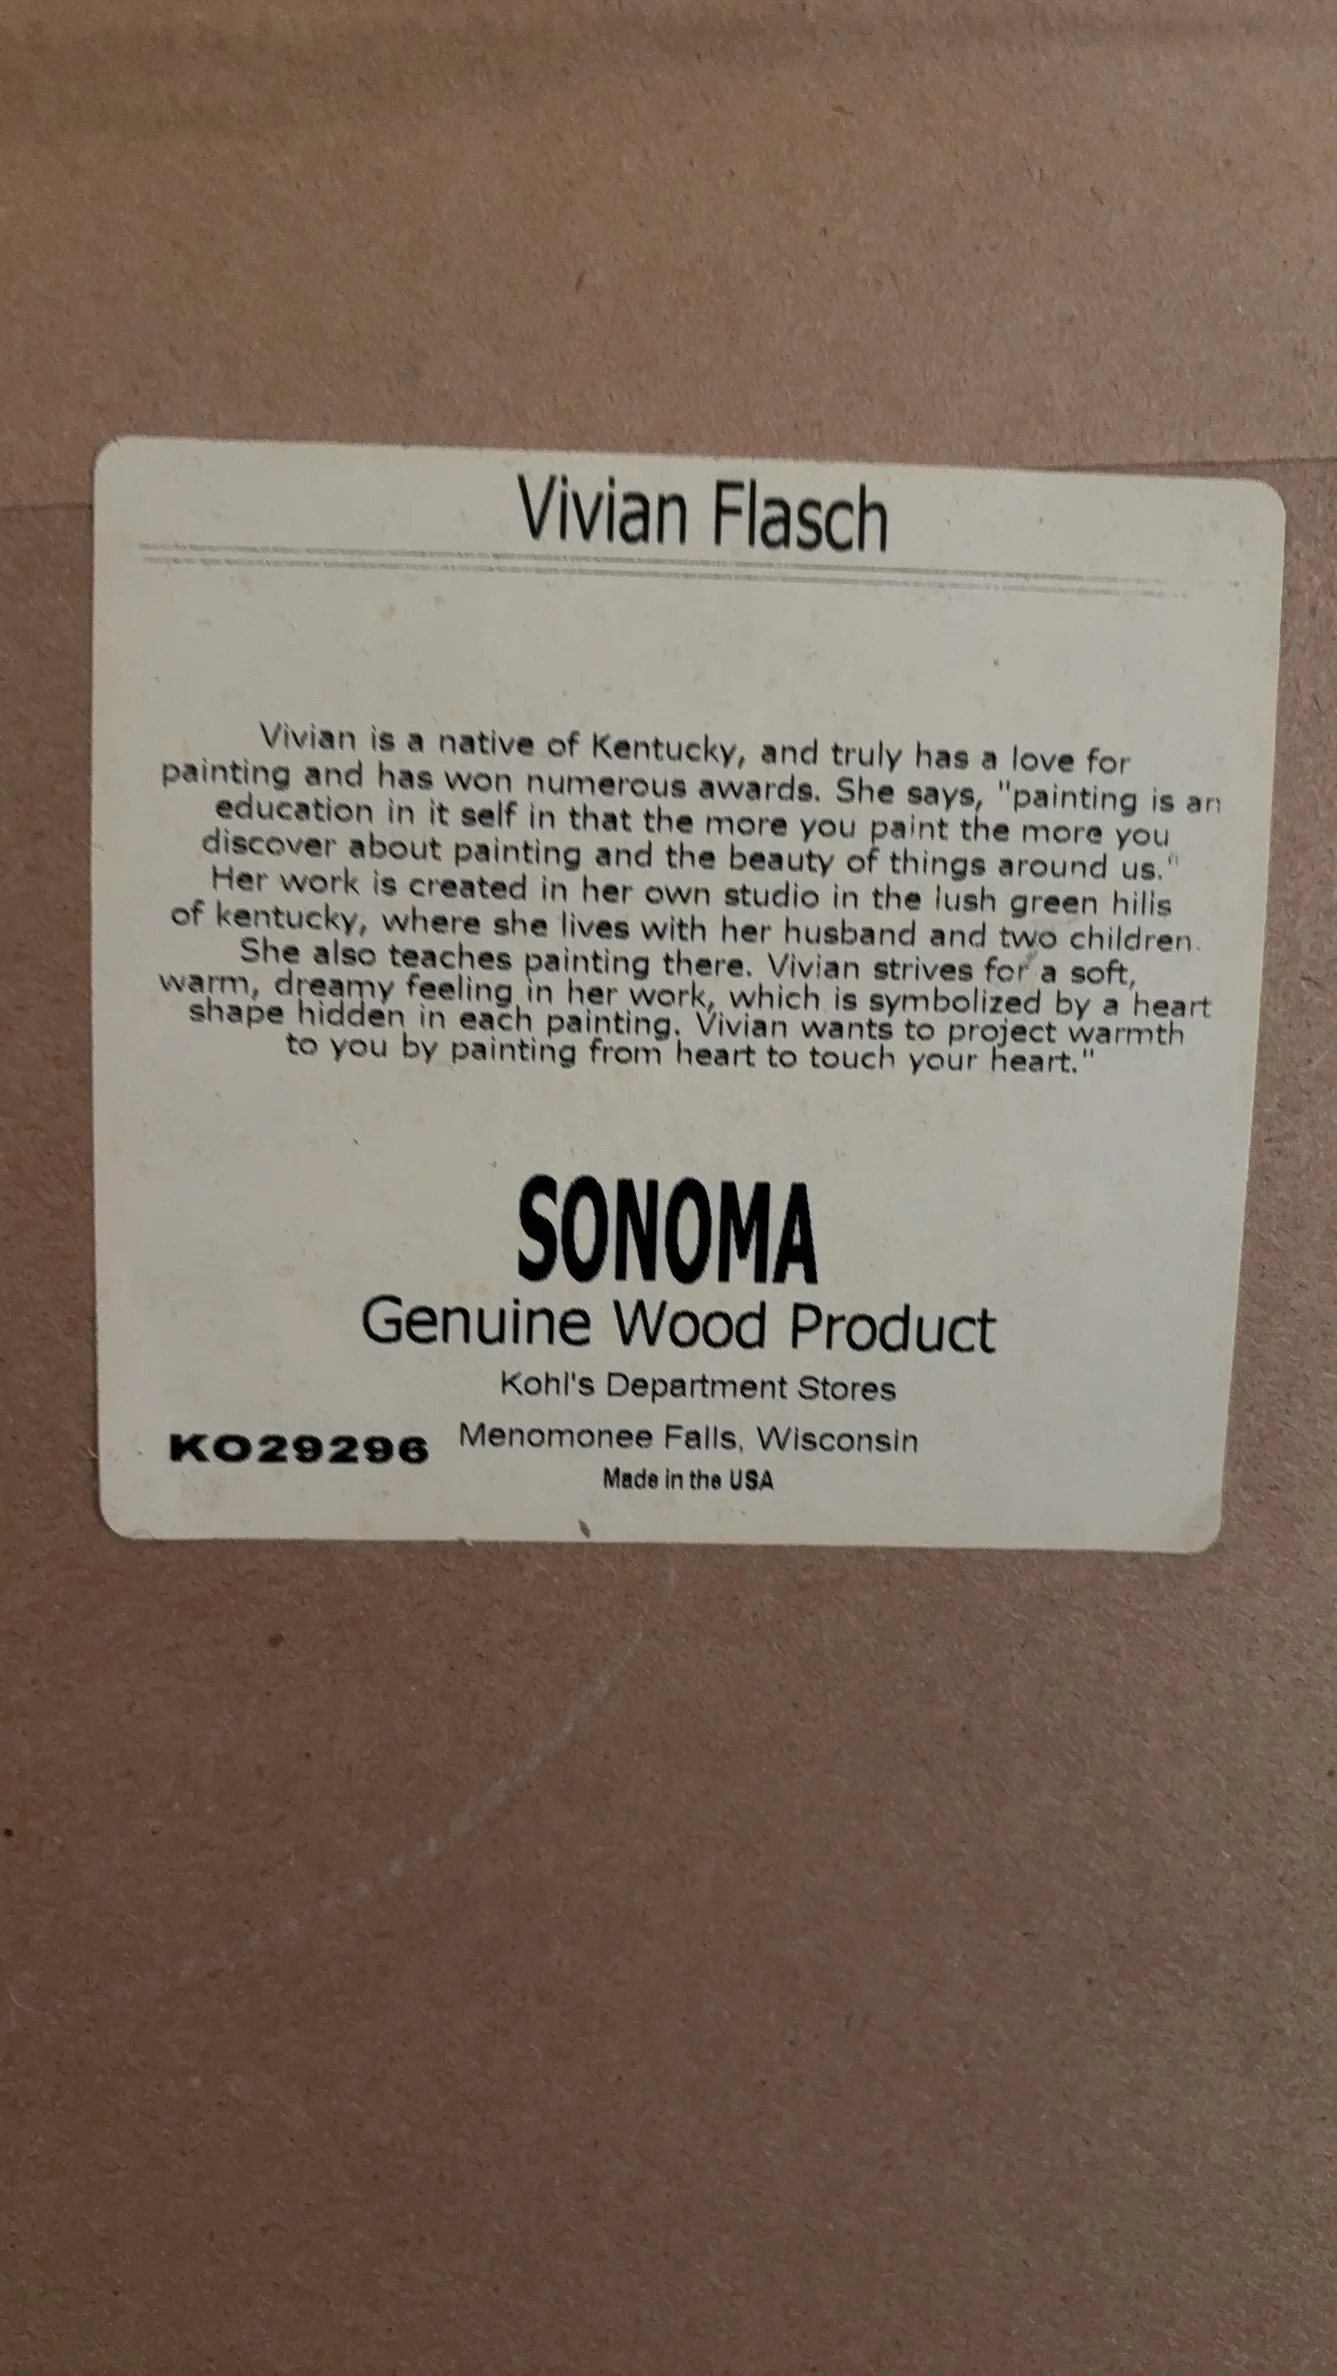 Vivian Flasch
Vivian is a native of Kentucky, and truly has a love for
painting and has won numerous awards. She says, "painting is an
education in it self in that the more you paint the more you
discover about painting and the beauty of things around us."
Her work is created in her own studio in the lush green hills
of kentucky, where she lives with her husband and two children.
She also teaches painting there. Vivian strives for a soft,
warm, dreamy feeling in her work, which is symbolized by a heart
shape hidden in each painting. Vivian wants to project warmth
to you by painting from heart to touch your heart."
SONOMA
Genuine Wood Product
Kohl's Department Stores
KO29296 Menomonee Falls, Wisconsin
Made in the USA